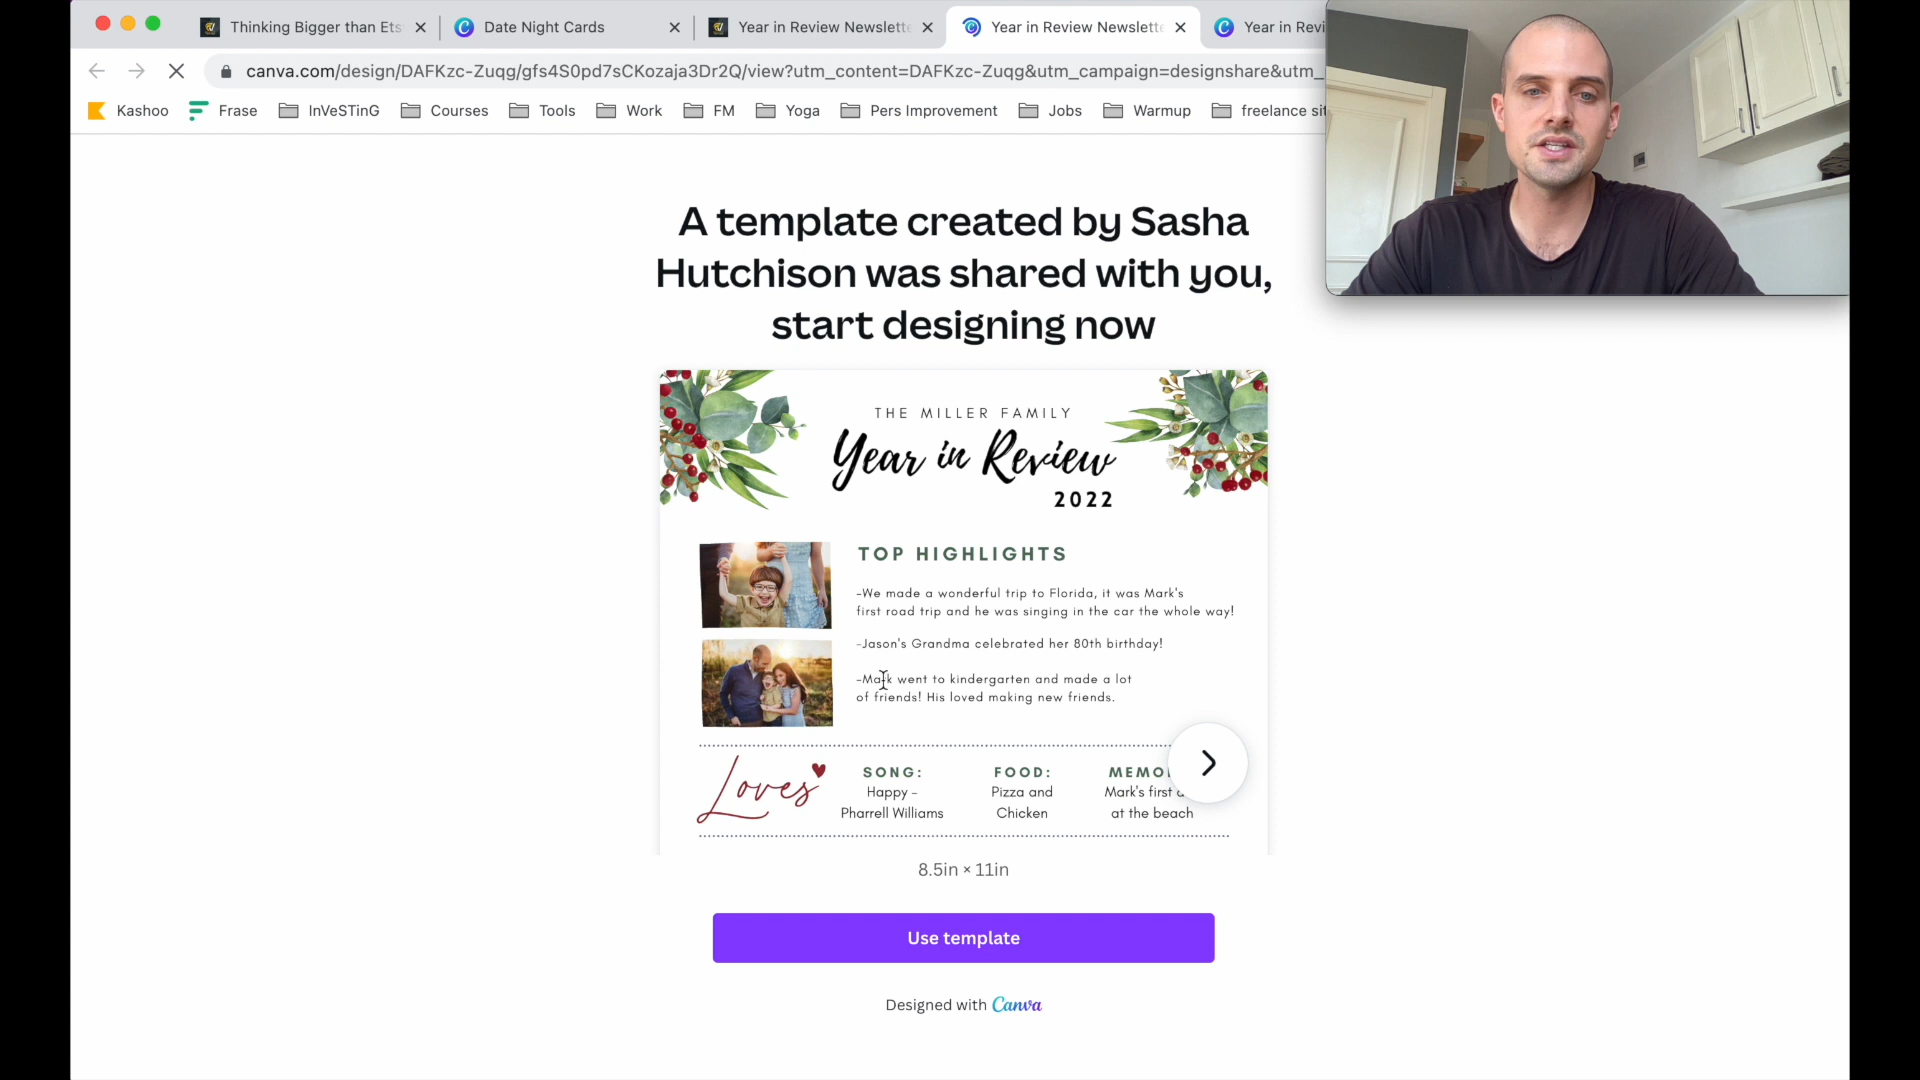 Thinking Bigger than Ets
Date Night Cards
Year in Review Newslette
Year in Review Newslette
Year in Revi
canva.com/design/DAFKzc-Zuqg/gfs4S0pd7sCKozaja3Dr2Q/view?utm_content=DAFKzc-Zuqg&utm_campaign=designshare&utm_
Kashoo
Frase
InVeSTinG
Courses
Tools
Work
FM
Yoga
Pers Improvement
Jobs
Warmup
freelance sit
A template created by Sasha
Hutchison was shared with you,
start designing now
THE MILLER FAMILY
Year in Review
2022
TOP HIGHLIGHTS
-We made a wonderful trip to Florida, it was Mark's
first road trip and he was singing in the car the whole way!
-Jason's Grandma celebrated her 80th birthday!
-Mark went to kindergarten and made a lot
of friends! His loved making new friends.
Loves
SONG:
Happy -
Pharrell Williams
FOOD:
Pizza and
Chicken
MEMO
Mark's first
at the beach
8.5in × 11in
Use template
Designed with Canva